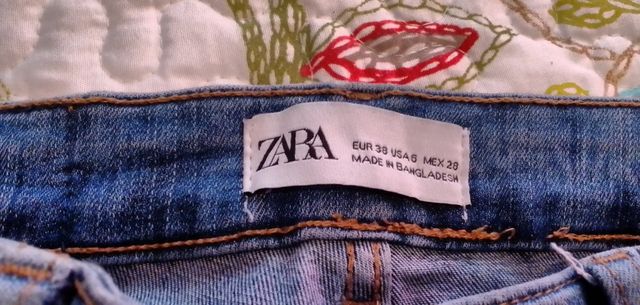 ZARA
EUR 38 USA 6 MEX 28
MADE IN BANGLADESH